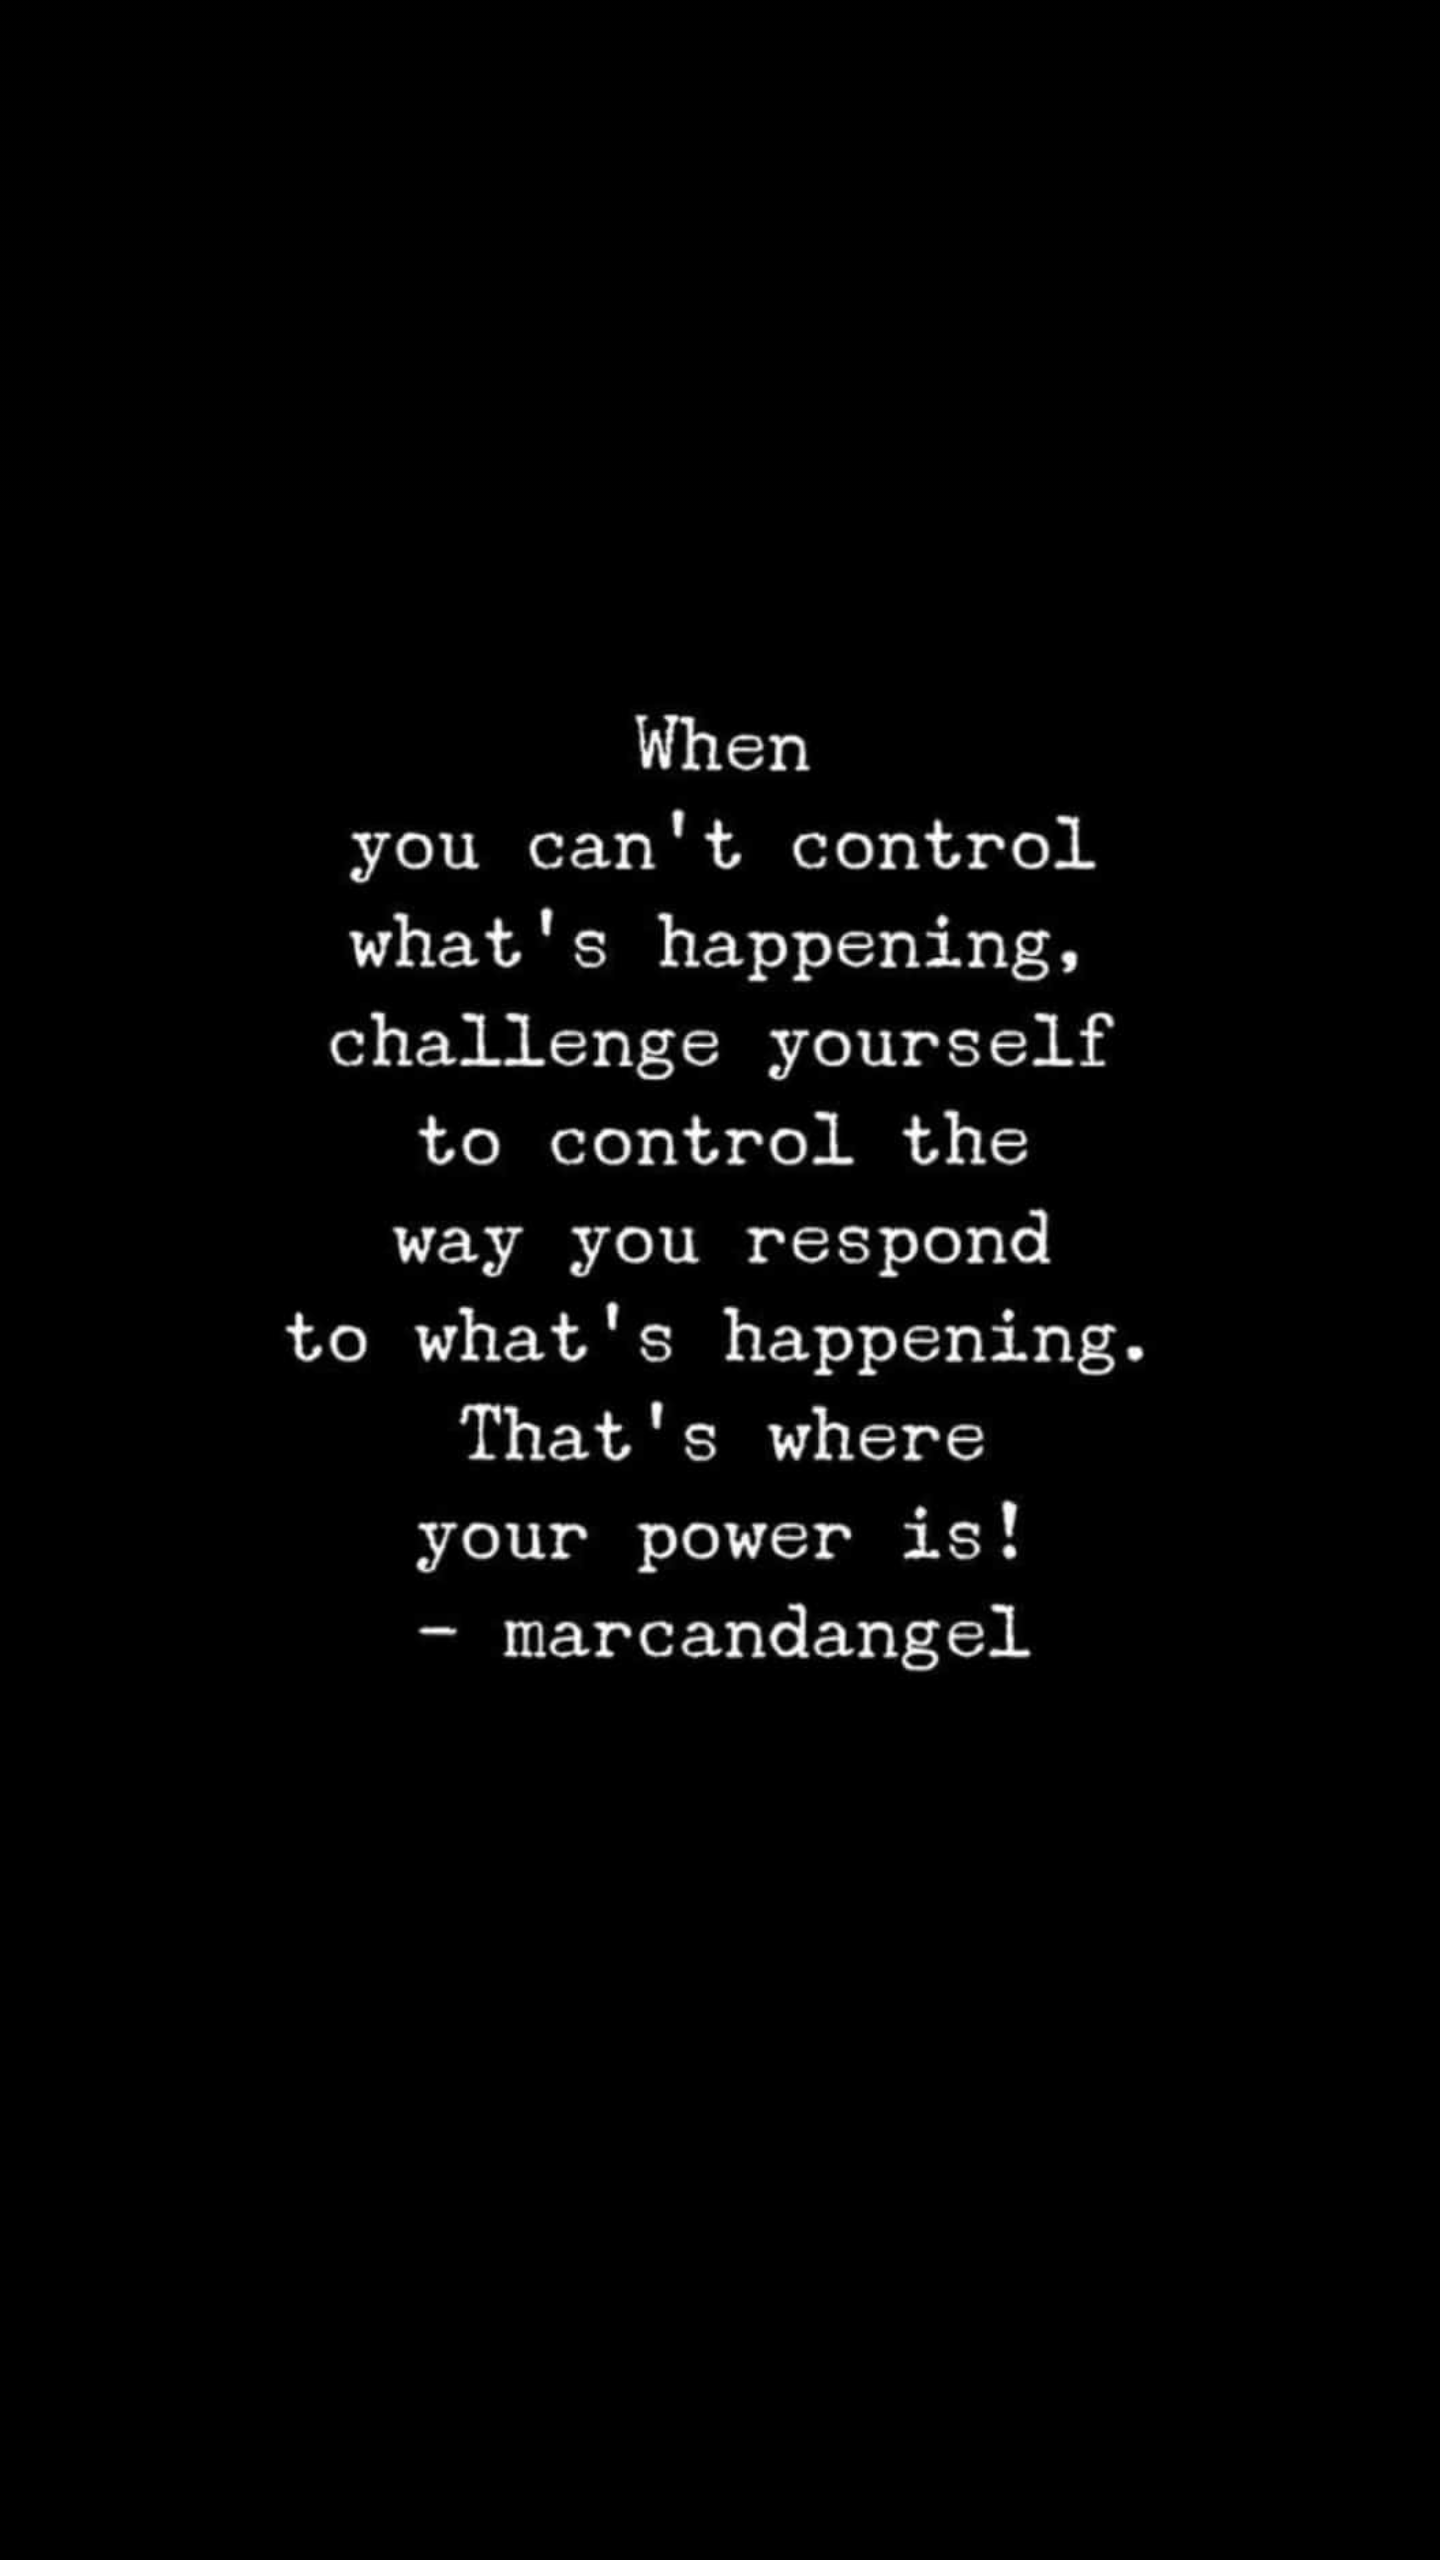 When
you can't control
what's happening,
challenge yourself
to control the
way you respond
to what's happening.
That's where
your power is!
- marcandangel